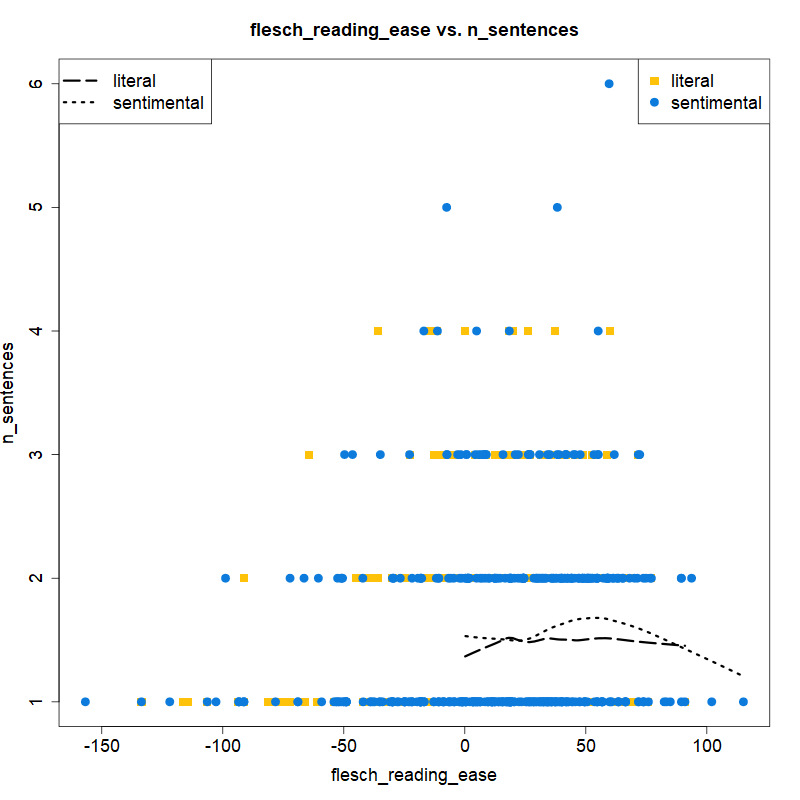 flesch_reading_ease vs. n_sentences
literal
sentimental
literal
sentimental
n_sentences
6
5
4
3
2
1
-150 -100 -50 0 50 100
flesch_reading_ease